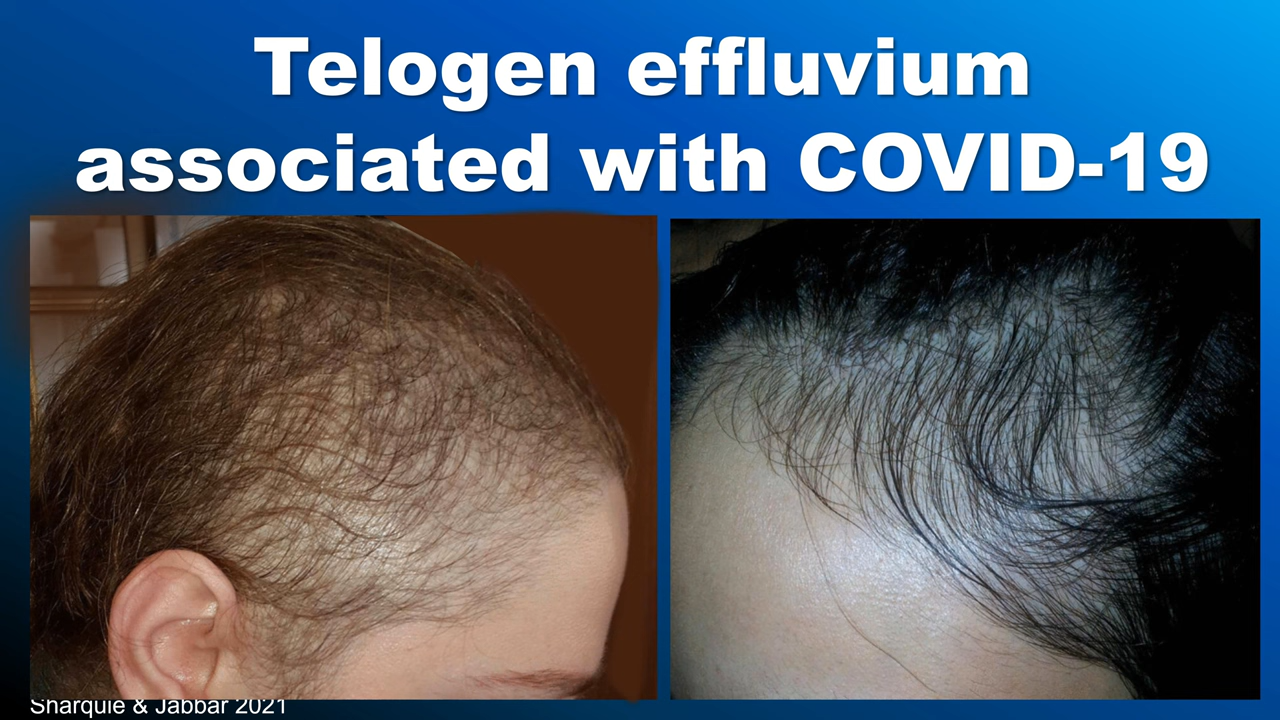 Telogen effluvium
associated with COVID-19
Sharquie & Jabbar 2021